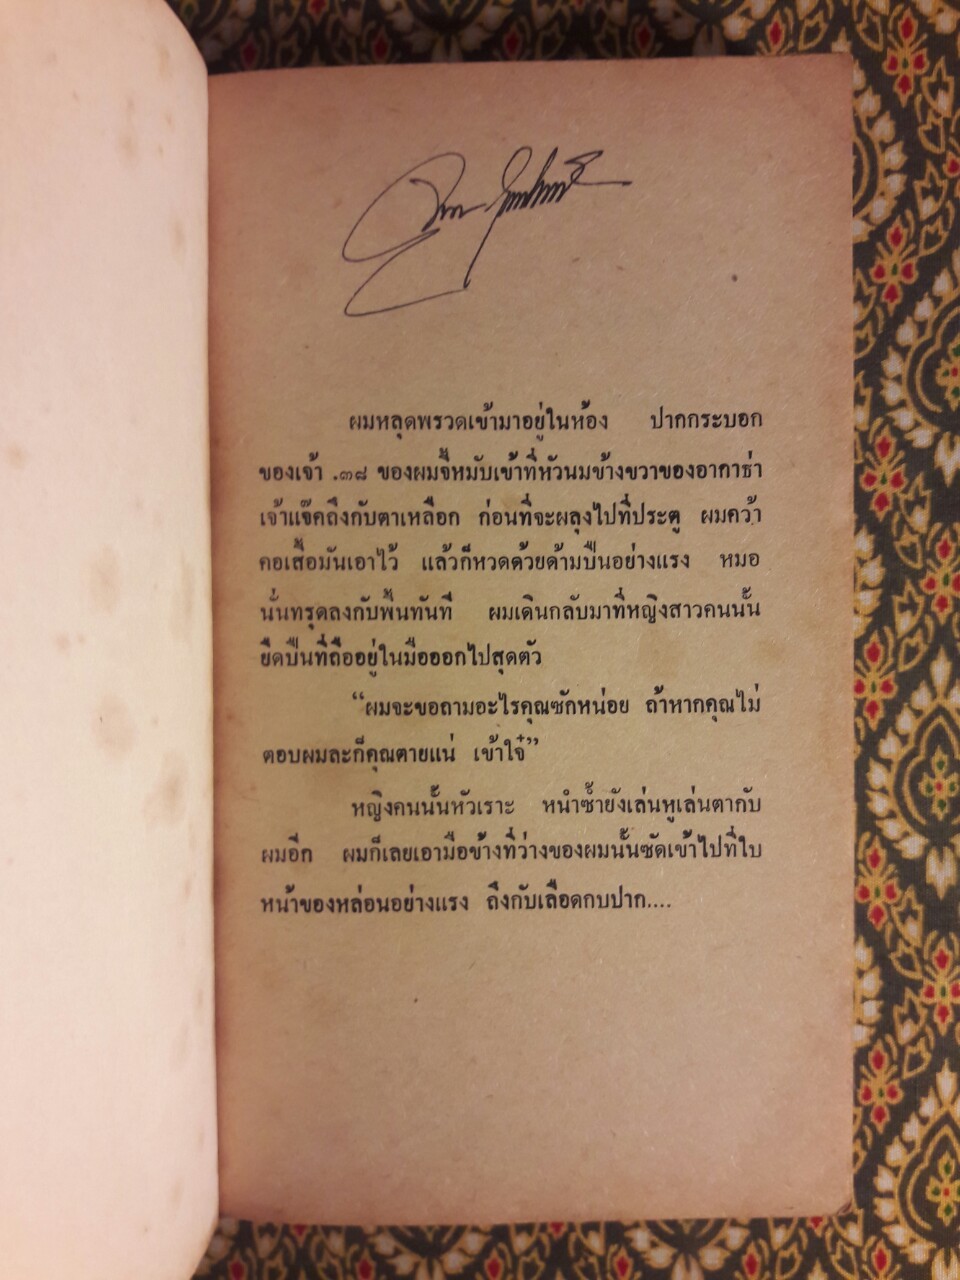 ผมหลุดพรวดเข้ามาอยู่ในห้อง ปากกระบอก
ของเจ้า .๓๘ ของผมจี้หมับเข้าที่หัวนมข้างขวาของอากาธ่า
เจ้าแจ๊คถึงกับตาเหลือก ก่อนที่จะผลุงไปที่ประตู ผมคว้า
คอเสื้อมันเอาไว้ แล้วก็หวดด้วยด้ามปืนอย่างแรง หมอ
นั่นทรุดลงกับพื้นทันที ผมเดินกลับมาที่หญิงสาวคนนั้น
ยืดปืนที่ถืออยู่ในมือออกไปสุดตัว
“ผมจะขอถามอะไรคุณซักหน่อย ถ้าหากคุณไม่
ตอบผมละก็คุณตายแน่ เข้าใจ๋”
หญิงคนนั้นหัวเราะ หนำซ้ำยังเล่นหูเล่นตากับ
ผมอีก ผมก็เลยเอามือข้างที่ว่างของผมนั้นซัดเข้าไปที่ใบ
หน้าของหล่อนอย่างแรง ถึงกับเลือดกบปาก....